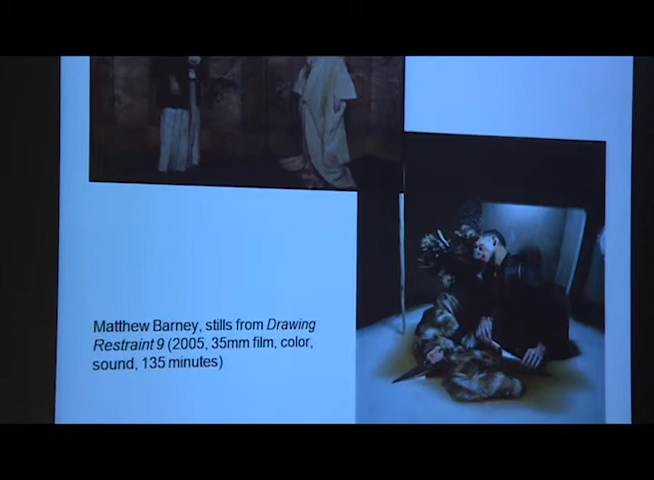 Matthew Barney, stills from Drawing
Restraint 9 (2005, 35mm film, color,
sound, 135 minutes)